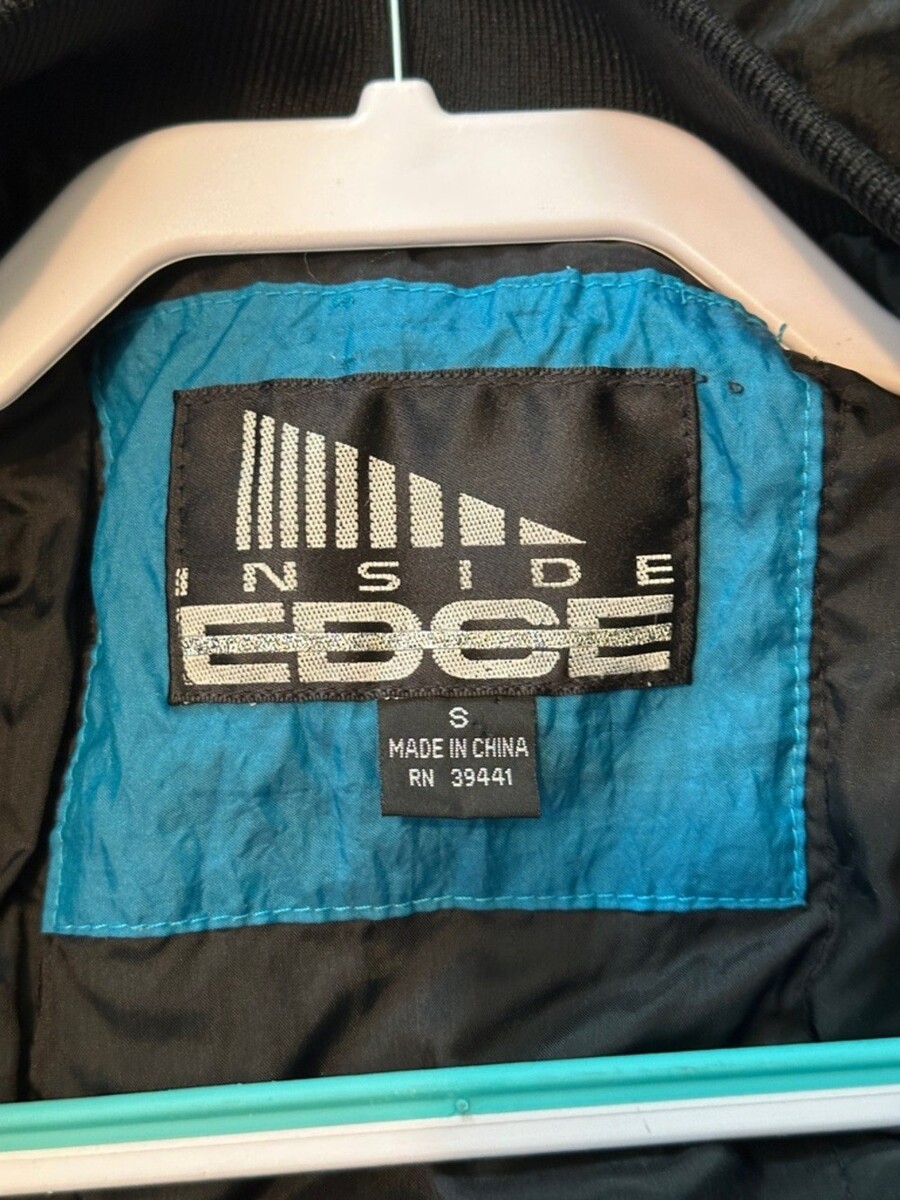 INSIDE
EDGE
S
MADE IN CHINA
RN 39441